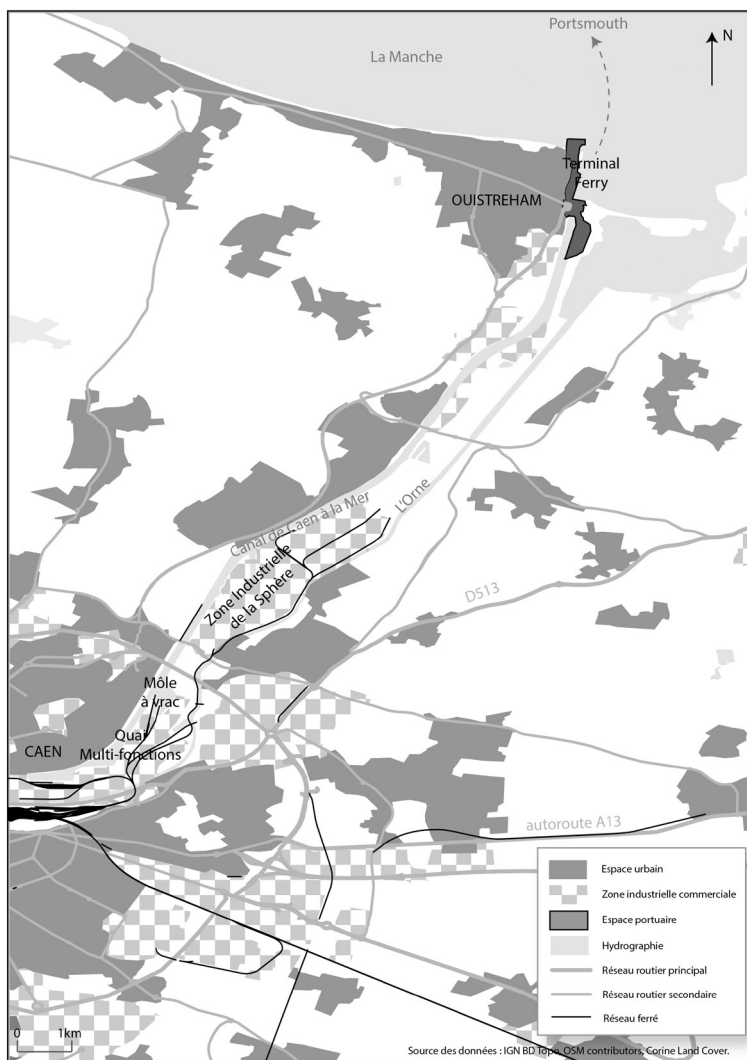 Portsmouth
N
La Manche
Terminal
Ferry
OUISTREHAM
Canal de Caen à la Mer
L'Orne
Zone Industrielle
de la Sphère
D513
Môle
à vrac
Quai
Multi-fonctions
CAEN
autoroute A13
Espace urbain
Zone industrielle commerciale
Espace portuaire
Hydrographie
Réseau routier principal
Réseau routier secondaire
Réseau ferré
0 1km
Source des données : IGN BD Topo, OSM contributors, Corine Land Cover.